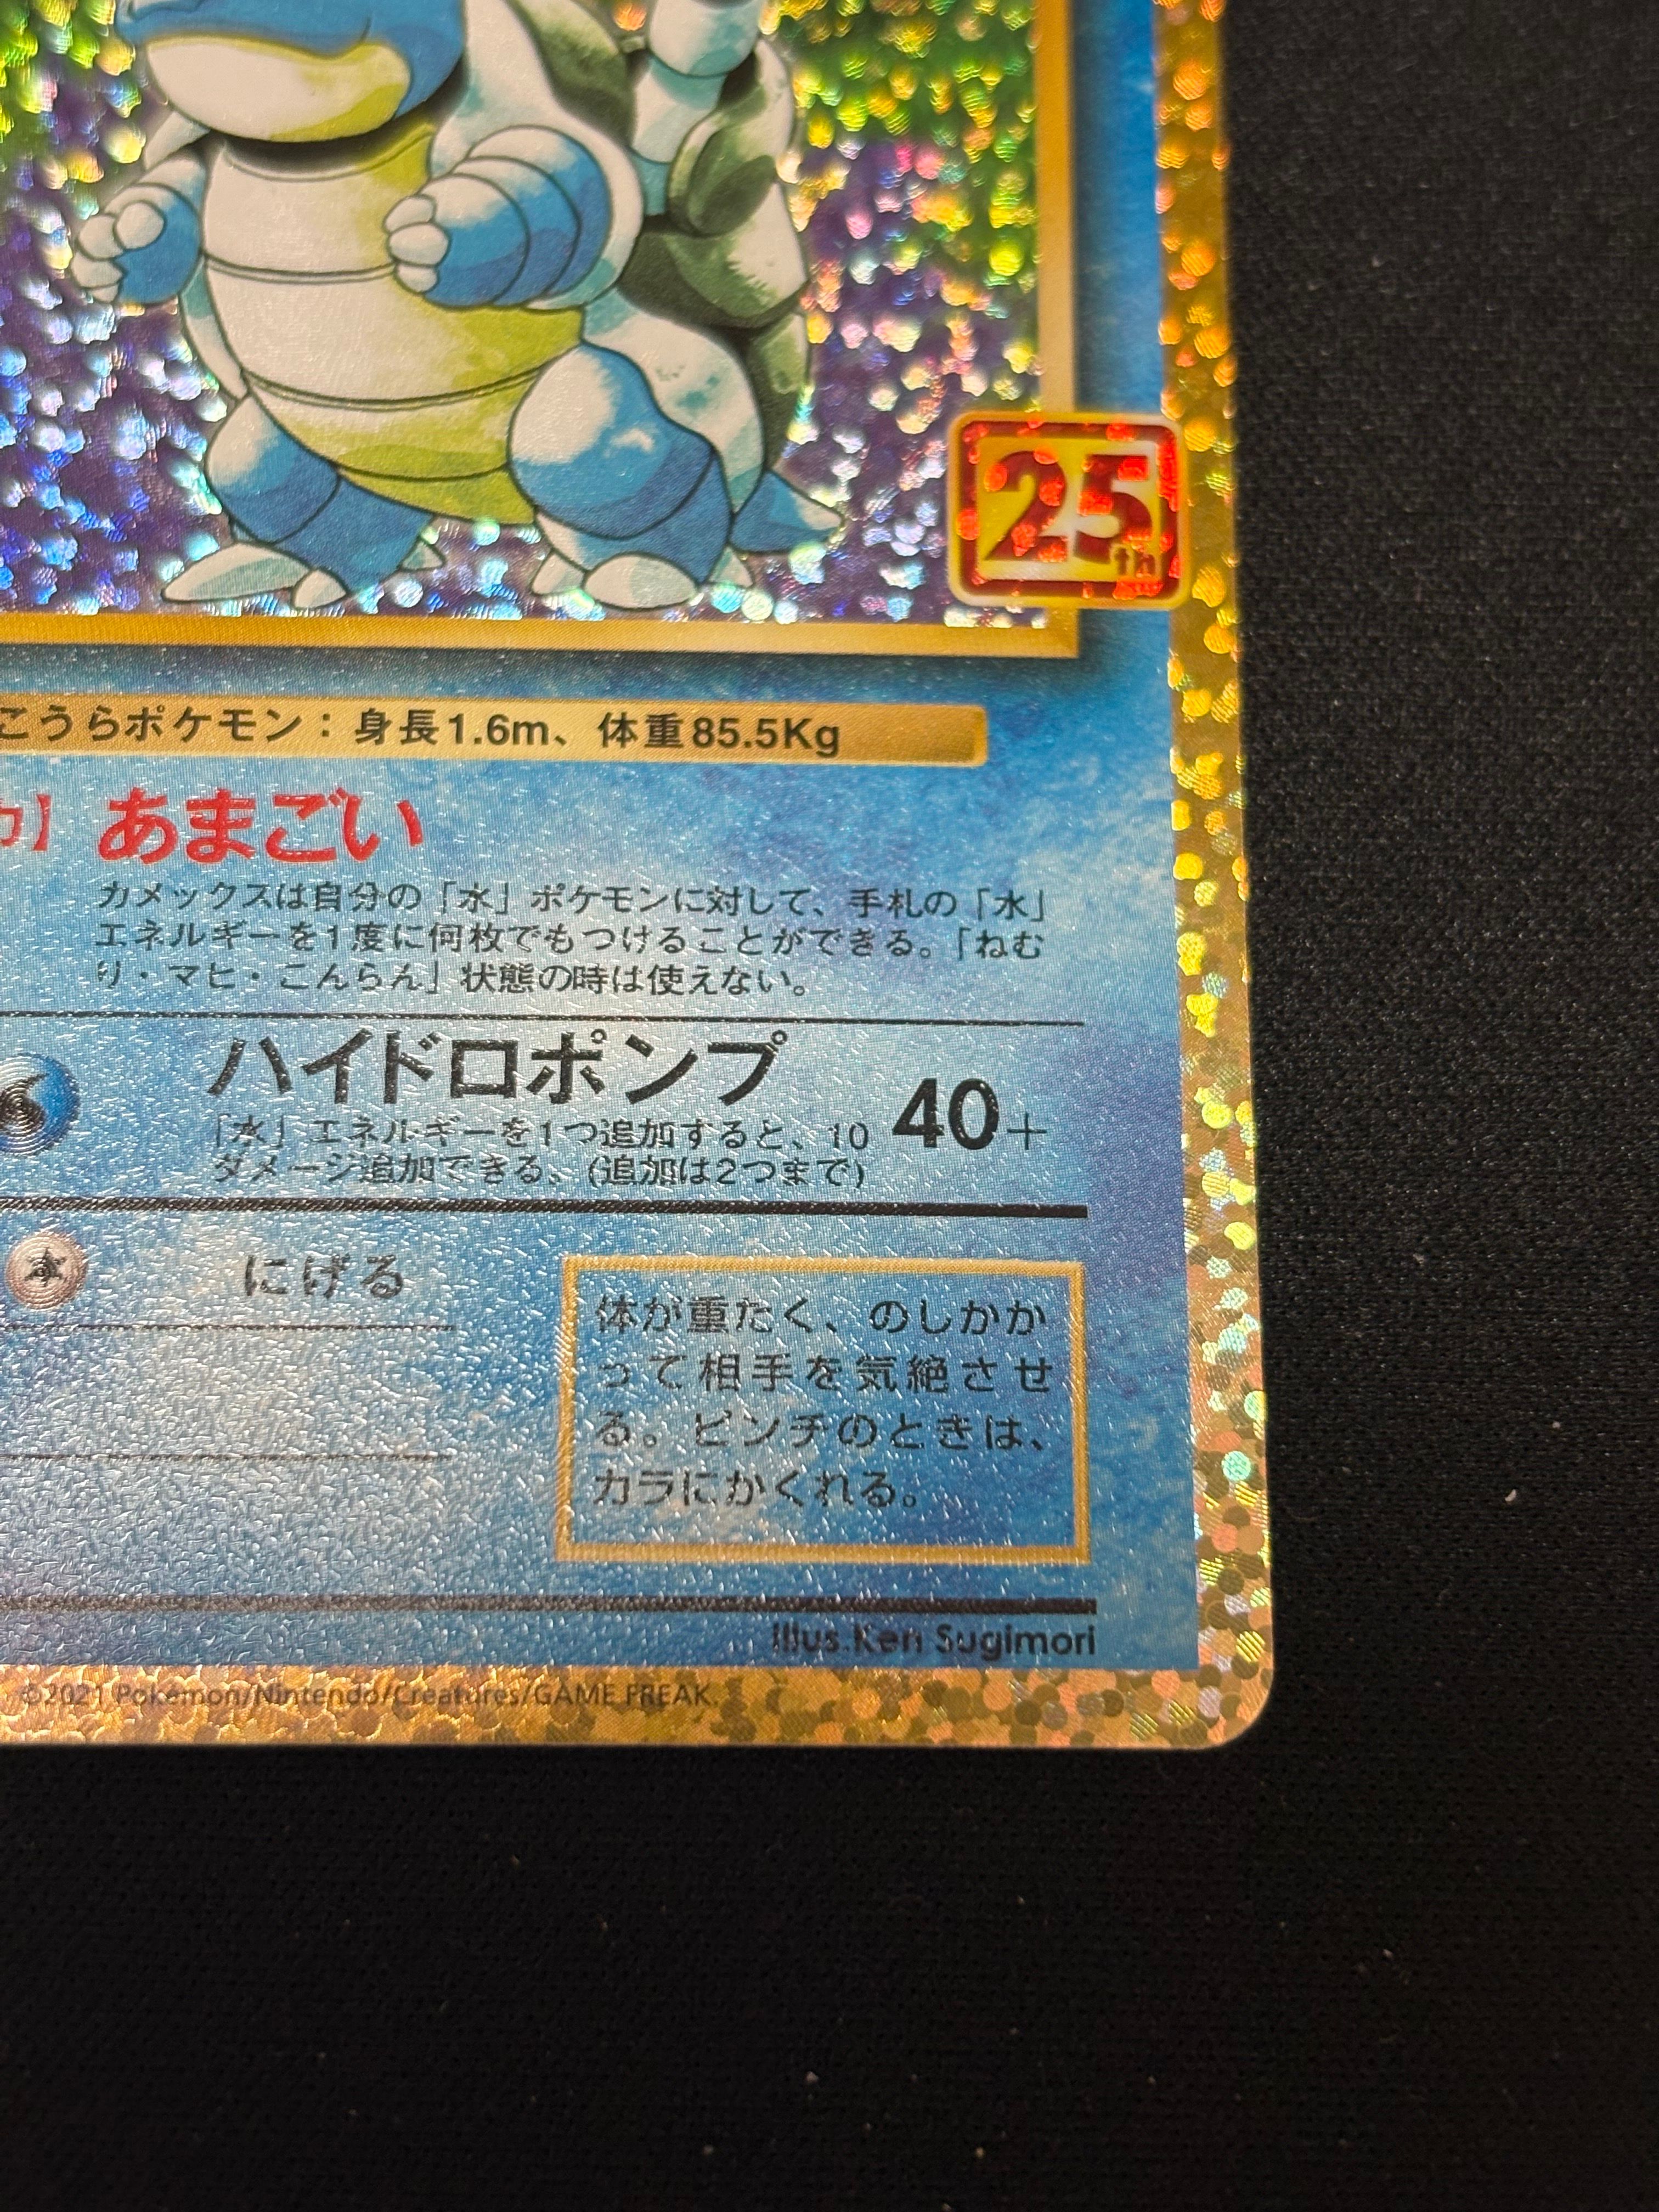 25th
こうらポケモン：身長1.6m、体重85.5Kg
力】あまごい
カメックスは自分の「水」ポケモンに対して、手札の「水」
エネルギーを1度に何枚でもつけることができる。「ねむ
り・マヒ・こんらん」状態の時は使えない。
ハイドロポンプ 40+
「水」エネルギーを1つ追加すると、10
ダメージ追加できる。(追加は2つまで)
にげる
体が重たく、のしかか
って相手を気絶させ
る。ピンチのときは、
カラにかくれる。
Illus.Ken Sugimori
©2021 Pokémon/Nintendo/Creatures/GAME FREAK.